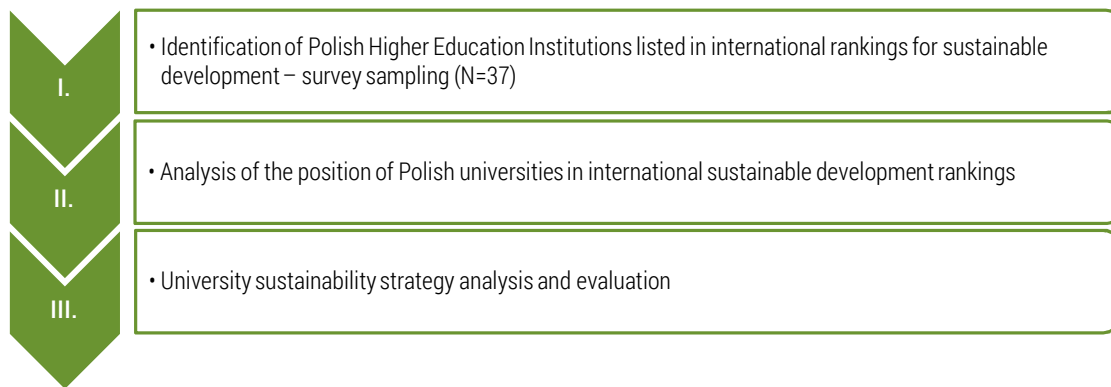 I.
• Identification of Polish Higher Education Institutions listed in international rankings for sustainable
development – survey sampling (N=37)
II.
• Analysis of the position of Polish universities in international sustainable development rankings
III.
• University sustainability strategy analysis and evaluation